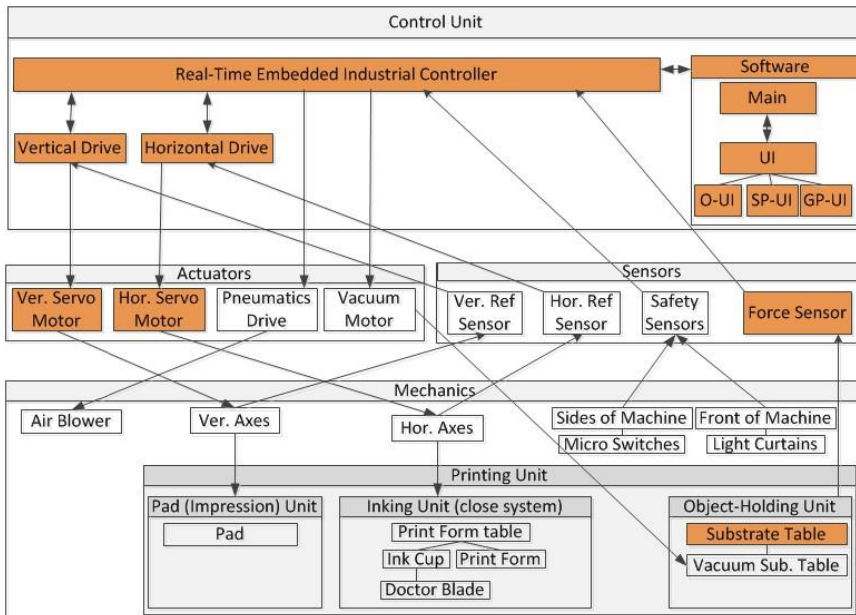 Control Unit
Real-Time Embedded Industrial Controller
Software
Main
Vertical Drive
Horizontal Drive
UI
O-UI
SP-UI
GP-UI
Actuators
Sensors
Ver. Servo
Motor
Hor. Servo
Motor
Pneumatics
Drive
Vacuum
Motor
Ver. Ref
Sensor
Hor. Ref
Sensor
Safety
Sensors
Force Sensor
Mechanics
Air Blower
Ver. Axes
Hor. Axes
Sides of Machine
Micro Switches
Front of Machine
Light Curtains
Printing Unit
Pad (Impression) Unit
Pad
Inking Unit (close system)
Print Form table
Ink Cup
Print Form
Doctor Blade
Object-Holding Unit
Substrate Table
Vacuum Sub. Table